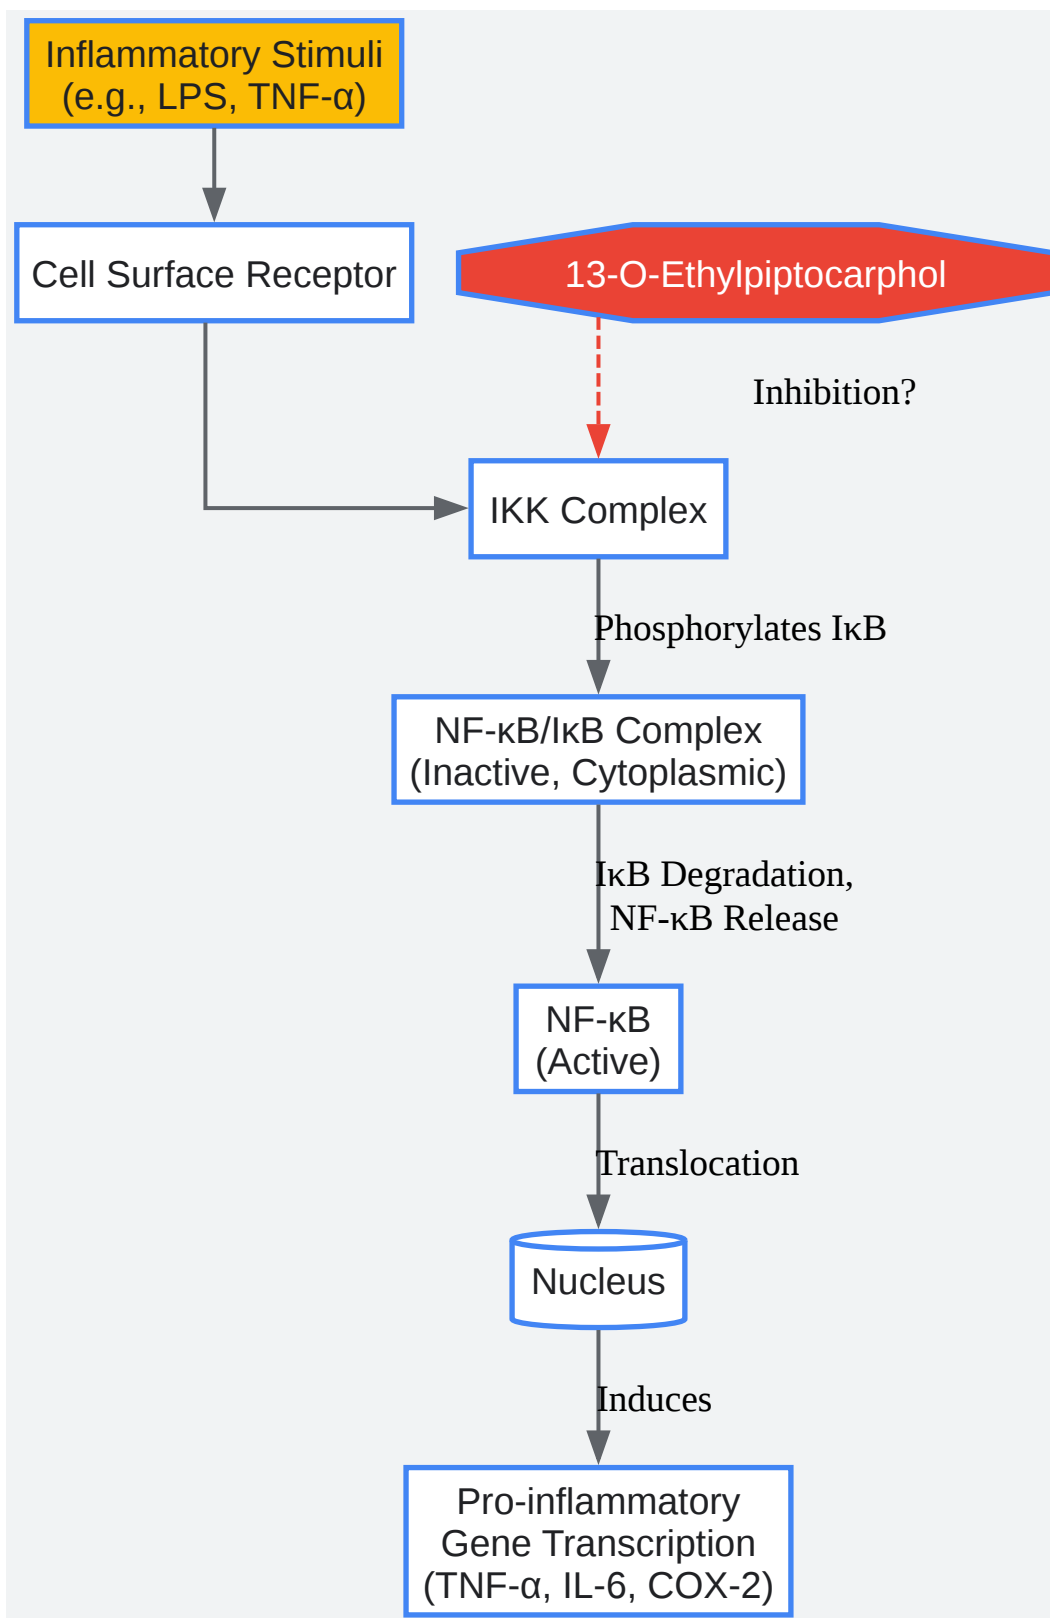 Inflammatory Stimuli
(e.g., LPS, TNF-α)
Cell Surface Receptor
13-O-Ethylpiptocarphol
Inhibition?
IKK Complex
Phosphorylates IκB
NF-κB/IκB Complex
(Inactive, Cytoplasmic)
IκB Degradation,
NF-κB Release
NF-κB
(Active)
Translocation
Nucleus
Induces
Pro-inflammatory
Gene Transcription
(TNF-α, IL-6, COX-2)